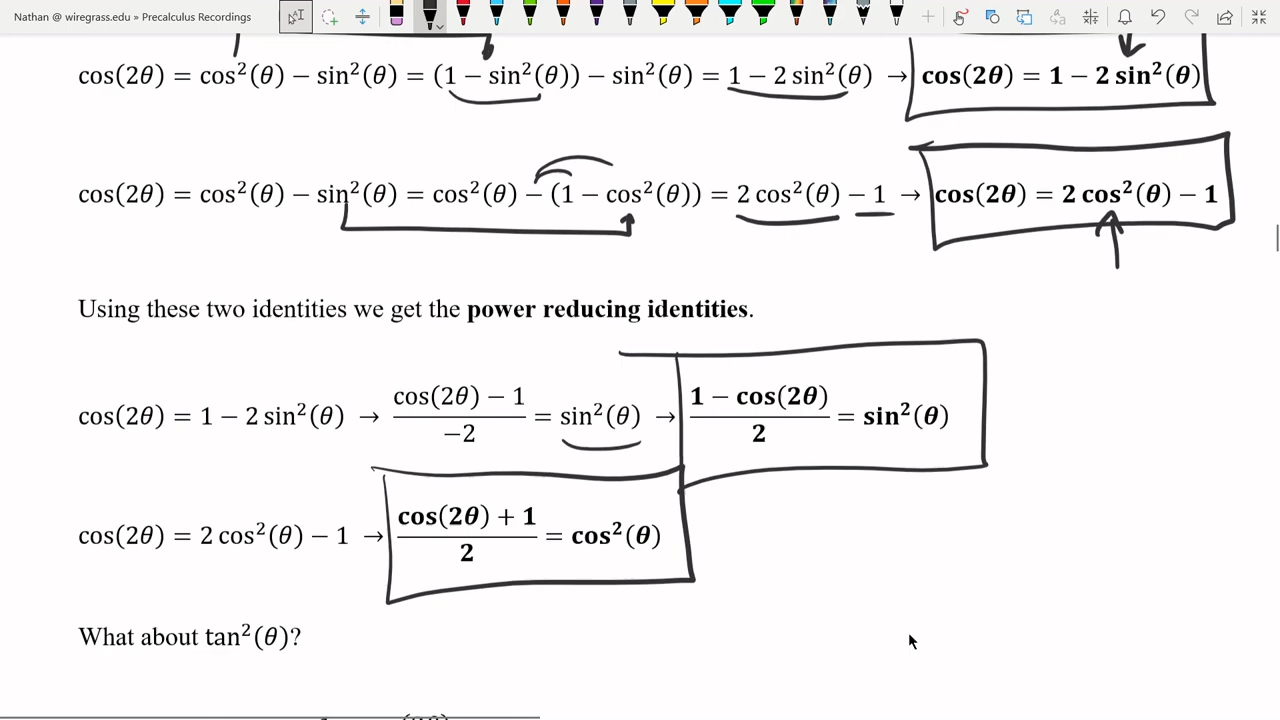 Nathan @ wiregrass.edu » Precalculus Recordings
cos(2θ) = cos²(θ) − sin²(θ) = (1 − sin²(θ)) − sin²(θ) = 1 − 2 sin²(θ) → cos(2θ) = 1 − 2 sin²(θ)
cos(2θ) = cos²(θ) − sin²(θ) = cos²(θ) − (1 − cos²(θ)) = 2 cos²(θ) − 1 → cos(2θ) = 2 cos²(θ) − 1
Using these two identities we get the power reducing identities.
cos(2θ) = 1 − 2 sin²(θ) → (cos(2θ) − 1)/(−2) = sin²(θ) → (1 − cos(2θ))/2 = sin²(θ)
cos(2θ) = 2 cos²(θ) − 1 → (cos(2θ) + 1)/2 = cos²(θ)
What about tan²(θ)?